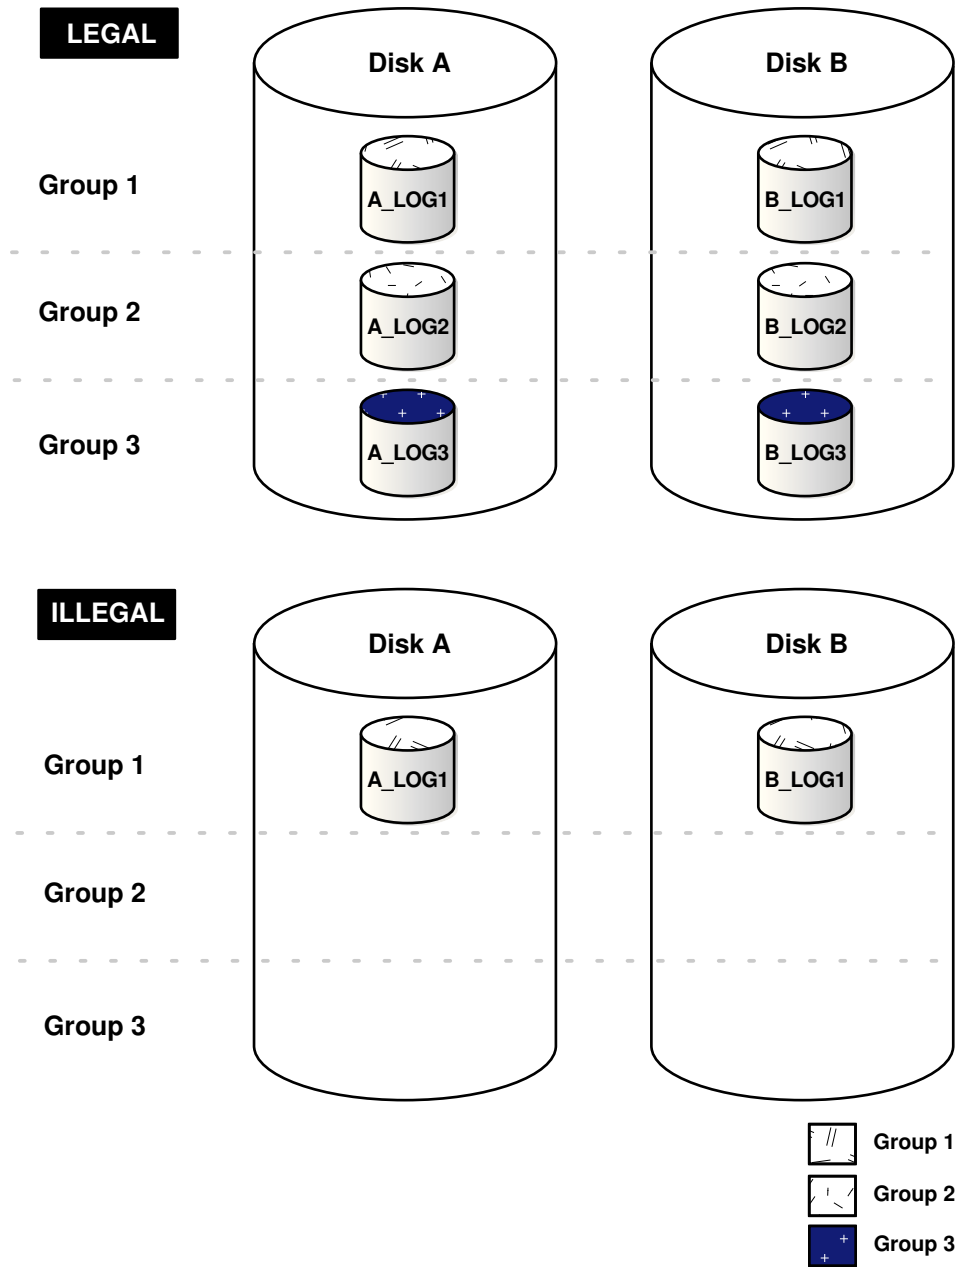 LEGAL
Disk A
Disk B
Group 1
A_LOG1
B_LOG1
Group 2
A_LOG2
B_LOG2
Group 3
A_LOG3
B_LOG3
ILLEGAL
Disk A
Disk B
Group 1
A_LOG1
B_LOG1
Group 2
Group 3
Group 1
Group 2
Group 3